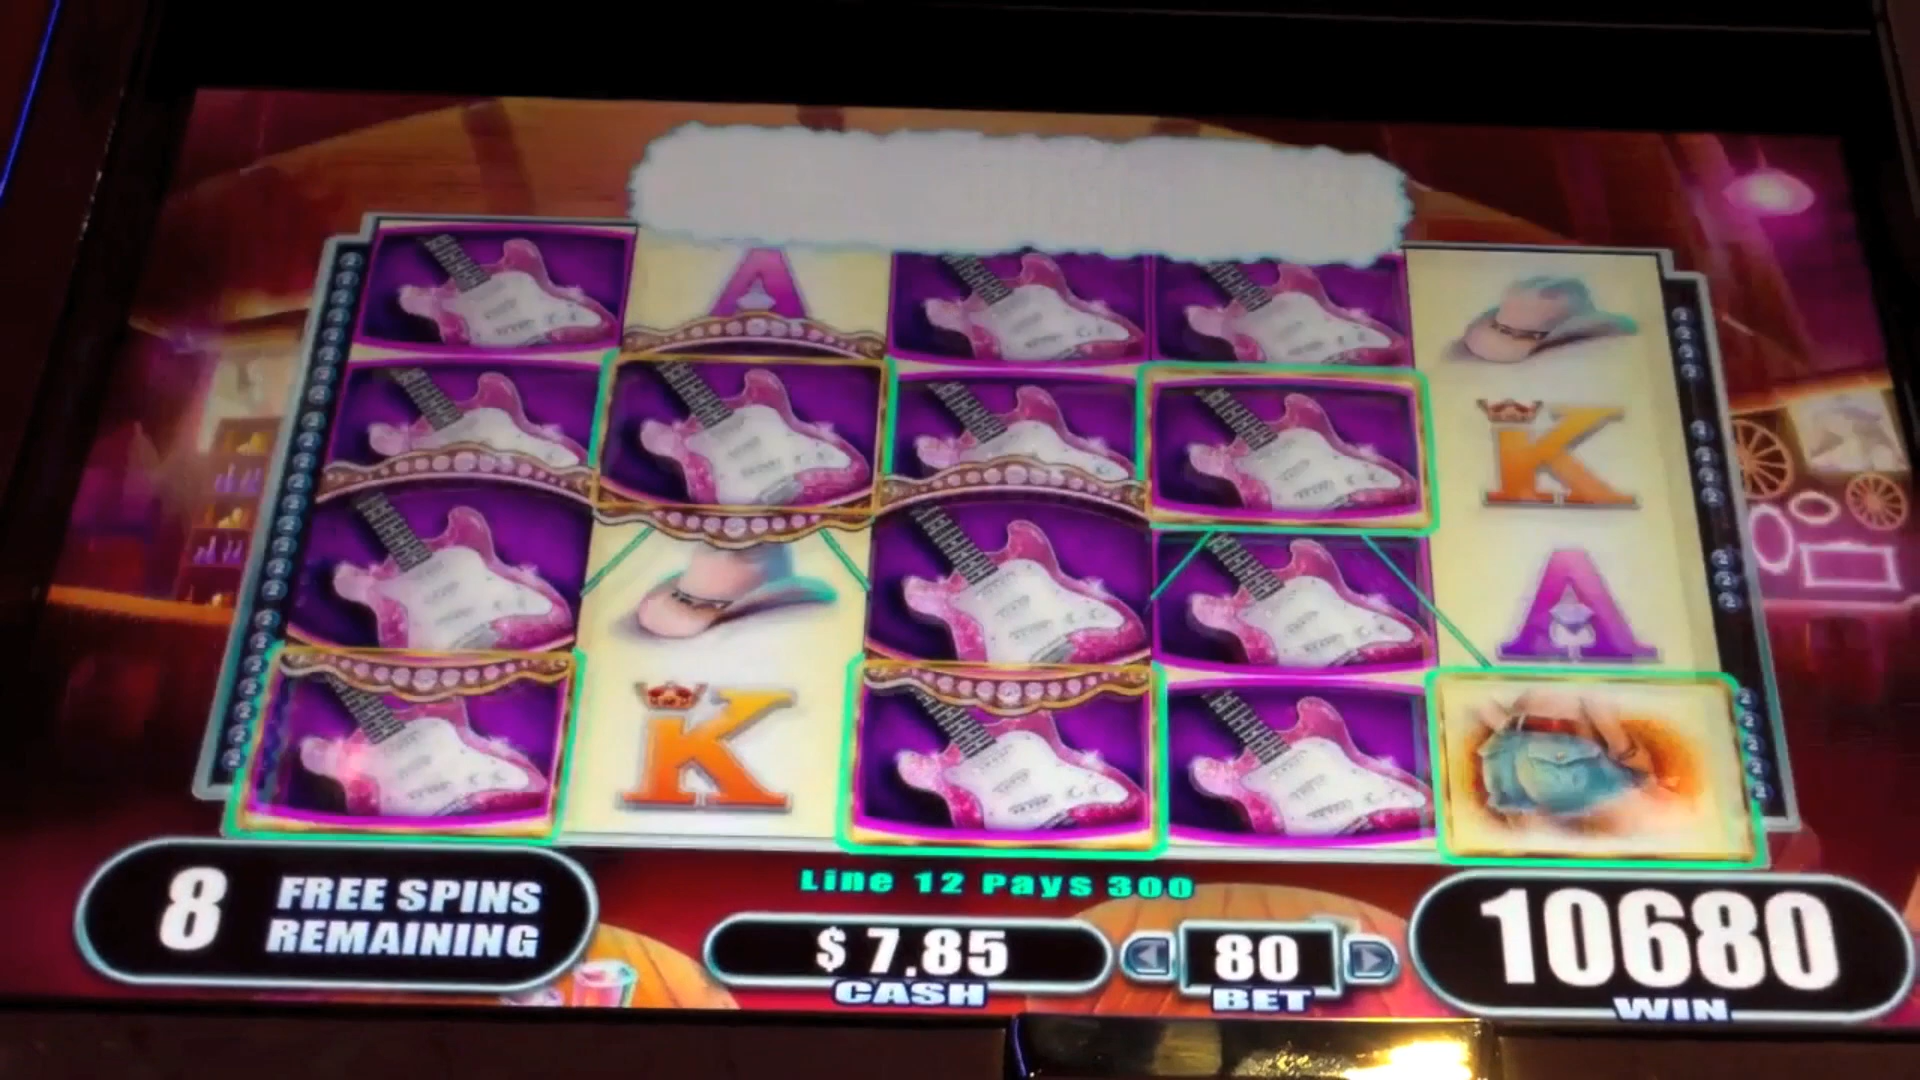 A
K
A
K
Line 12 Pays 300
8 FREE SPINS
REMAINING
$7.85
CASH
80
BET
10680
WIN